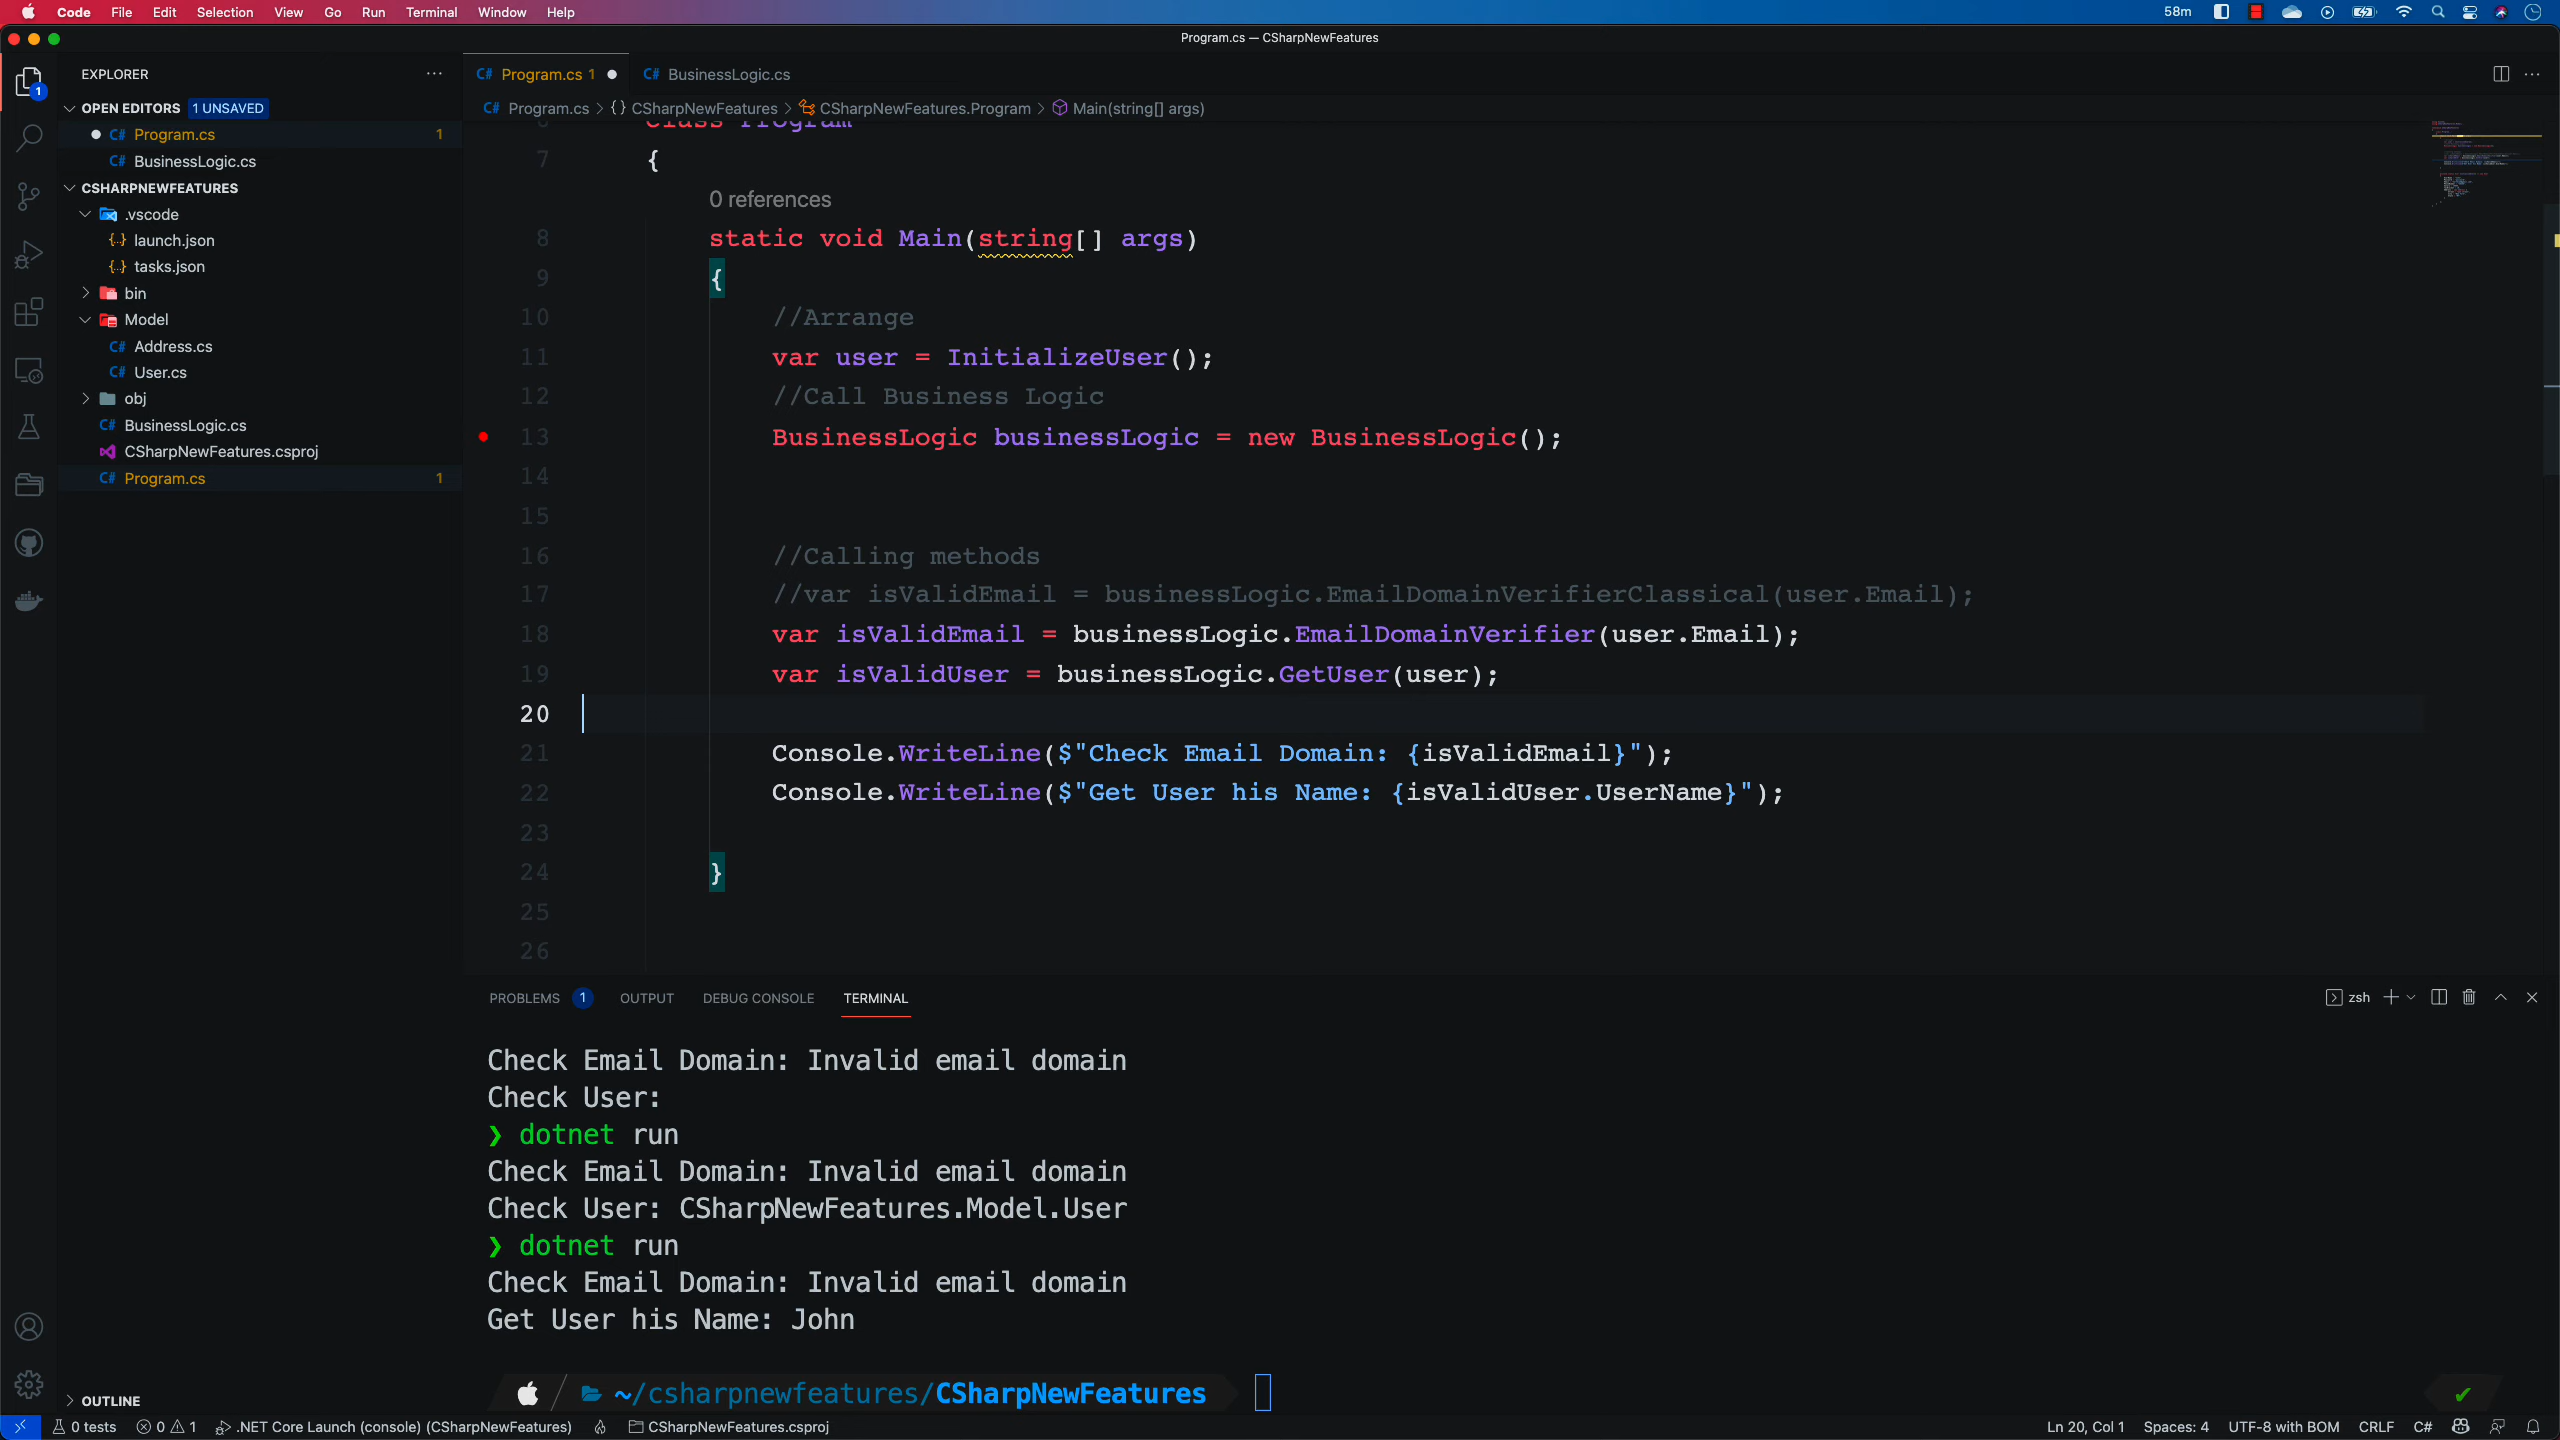 Code File Edit Selection View Go Run Terminal Window Help 58m
Program.cs — CSharpNewFeatures
EXPLORER
OPEN EDITORS 1 UNSAVED
Program.cs 1
BusinessLogic.cs
CSHARPNEWFEATURES
.vscode
launch.json
tasks.json
bin
Model
Address.cs
User.cs
obj
BusinessLogic.cs
CSharpNewFeatures.csproj
Program.cs 1
OUTLINE
Program.cs 1 BusinessLogic.cs
Program.cs > {} CSharpNewFeatures > CSharpNewFeatures.Program > Main(string[] args)
6 class Program
7 {
0 references
8 static void Main(string[] args)
9 {
10 //Arrange
11 var user = InitializeUser();
12 //Call Business Logic
13 BusinessLogic businessLogic = new BusinessLogic();
14
15
16 //Calling methods
17 //var isValidEmail = businessLogic.EmailDomainVerifierClassical(user.Email);
18 var isValidEmail = businessLogic.EmailDomainVerifier(user.Email);
19 var isValidUser = businessLogic.GetUser(user);
20
21 Console.WriteLine($"Check Email Domain: {isValidEmail}");
22 Console.WriteLine($"Get User his Name: {isValidUser.UserName}");
23
24 }
25
26
PROBLEMS 1 OUTPUT DEBUG CONSOLE TERMINAL zsh
Check Email Domain: Invalid email domain
Check User:
❯ dotnet run
Check Email Domain: Invalid email domain
Check User: CSharpNewFeatures.Model.User
❯ dotnet run
Check Email Domain: Invalid email domain
Get User his Name: John
~/csharpnewfeatures/CSharpNewFeatures
0 tests 0 1 .NET Core Launch (console) (CSharpNewFeatures) CSharpNewFeatures.csproj Ln 20, Col 1 Spaces: 4 UTF-8 with BOM CRLF C#